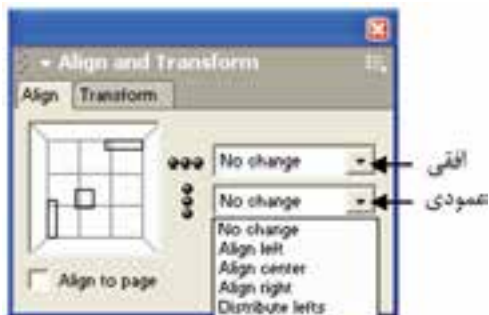 Align and Transform
Align Transform
No change افقی
No change عمودی
No change
Align left
Align center
Align right
Distribute lefts
Align to page